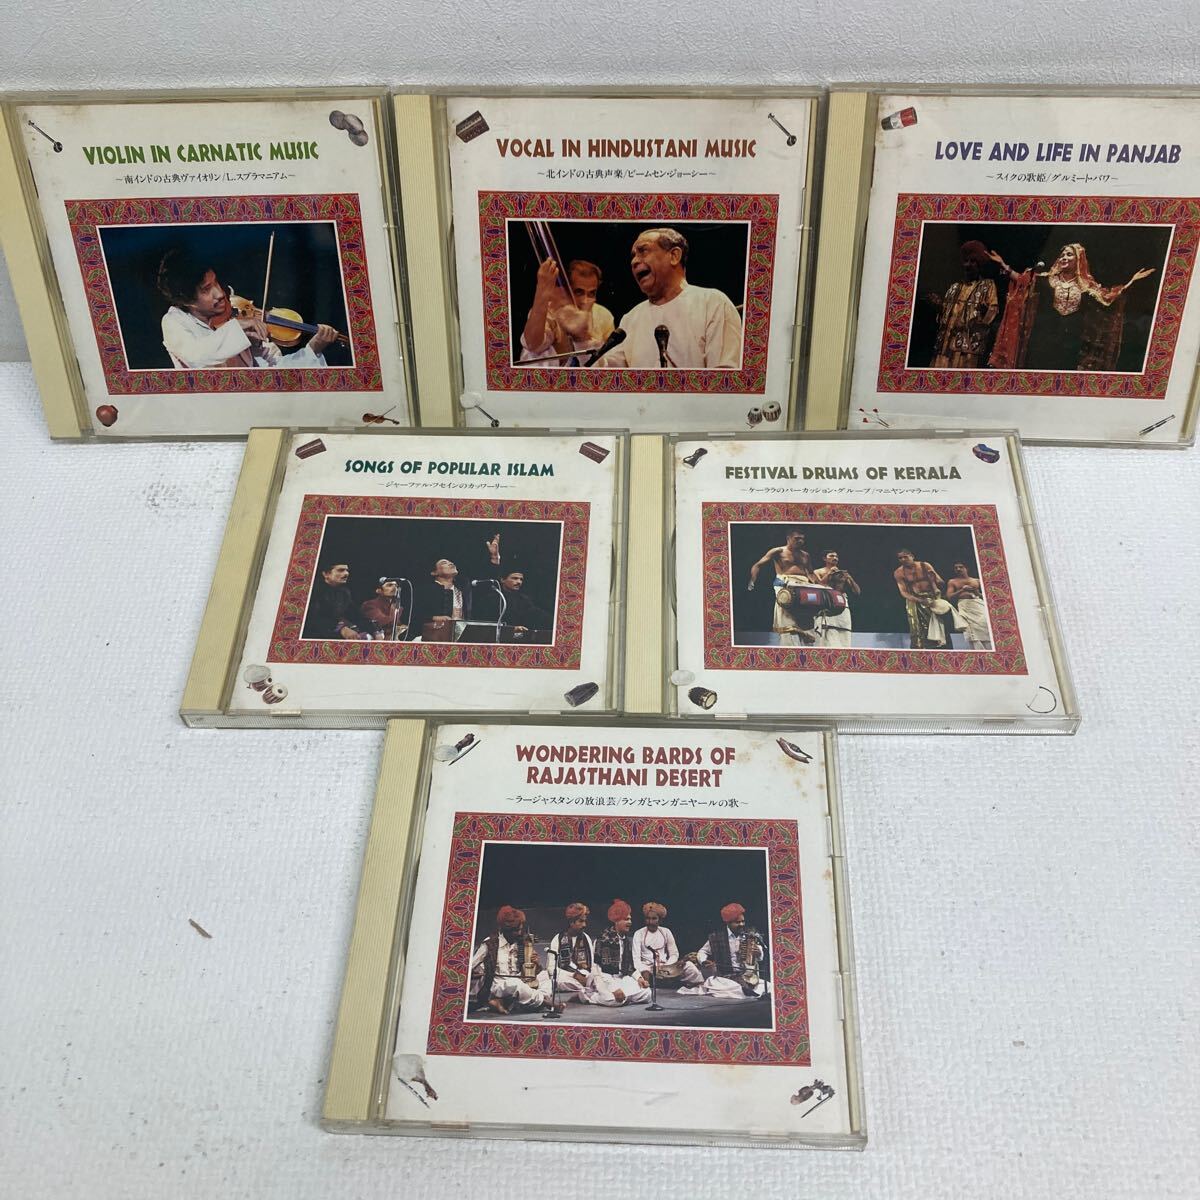 VIOLIN IN CARNATIC MUSIC
〜南インドの古典ヴァイオリン/L.スブラマニアム〜
VOCAL IN HINDUSTANI MUSIC
〜北インドの古典声楽/ビームセン・ジョーシー〜
LOVE AND LIFE IN PANJAB
〜スィクの歌姫/グルミート・バワ〜
SONGS OF POPULAR ISLAM
〜ジャーファル・フセインのカッワーリー〜
FESTIVAL DRUMS OF KERALA
〜ケーララのパーカッション・グループ/マニヤン・マラール〜
WONDERING BARDS OF
RAJASTHANI DESERT
〜ラージャスタンの放浪芸/ランガとマンガニヤールの歌〜